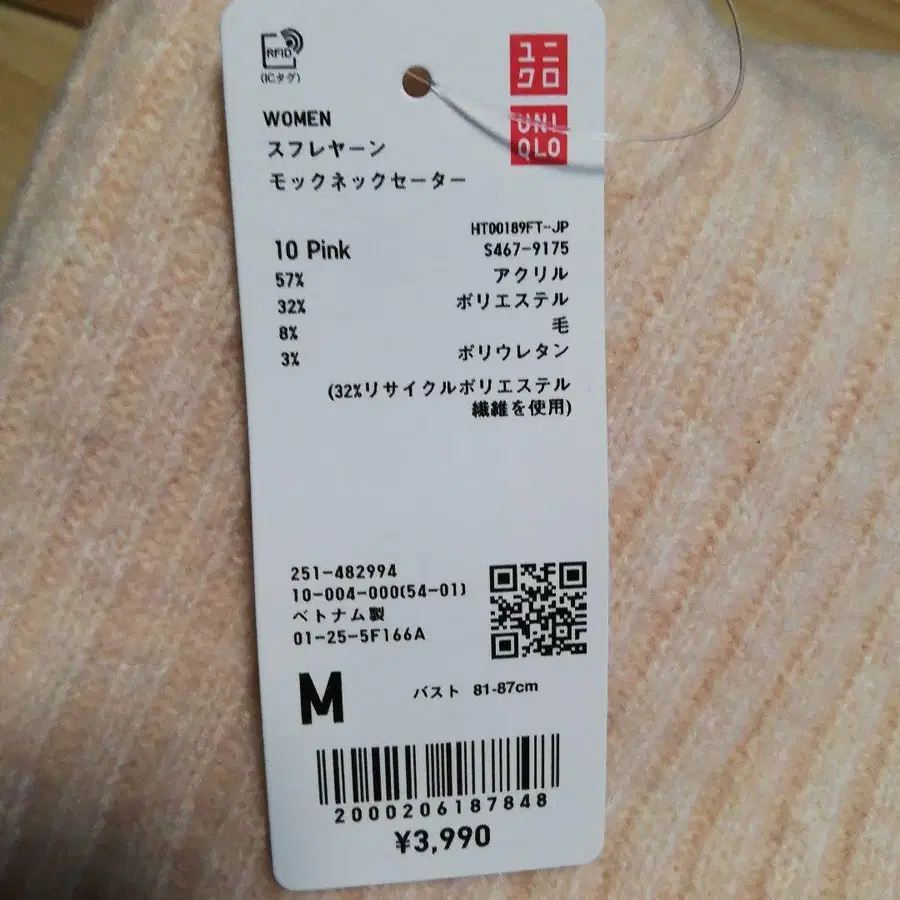 RFID
(ICタグ)
ユニ
クロ
UNI
QLO
WOMEN
スフレヤーン
モックネックセーター
HT00189FT-JP
10 Pink S467-9175
57% アクリル
32% ポリエステル
8% 毛
3% ポリウレタン
(32%リサイクルポリエステル
繊維を使用)
251-482994
10-004-000(54-01)
ベトナム製
01-25-5F166A
M バスト 81-87cm
2000206187848
¥3,990